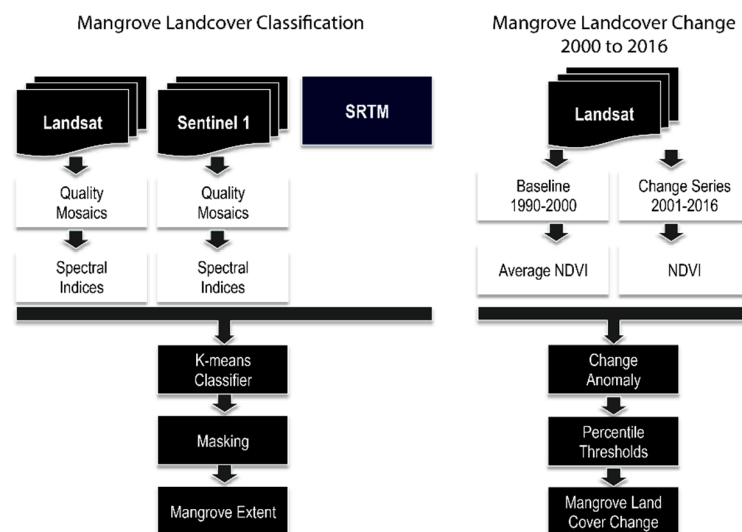 Mangrove Landcover Classification
Landsat
Sentinel 1
SRTM
Quality
Mosaics
Quality
Mosaics
Spectral
Indices
Spectral
Indices
K-means
Classifier
Masking
Mangrove Extent
Mangrove Landcover Change
2000 to 2016
Landsat
Baseline
1990-2000
Change Series
2001-2016
Average NDVI
NDVI
Change
Anomaly
Percentile
Thresholds
Mangrove Land
Cover Change